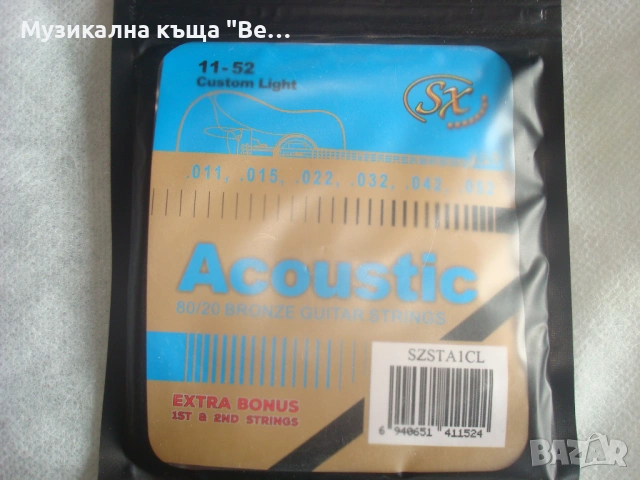 Музикална къща "Ве...
11-52
Custom Light
SX
.011, .015, .022, .032, .042, .052
Acoustic
80/20 BRONZE GUITAR STRINGS
SZSTA1CL
EXTRA BONUS
1ST & 2ND STRINGS
6 940651 411524
BAZAR